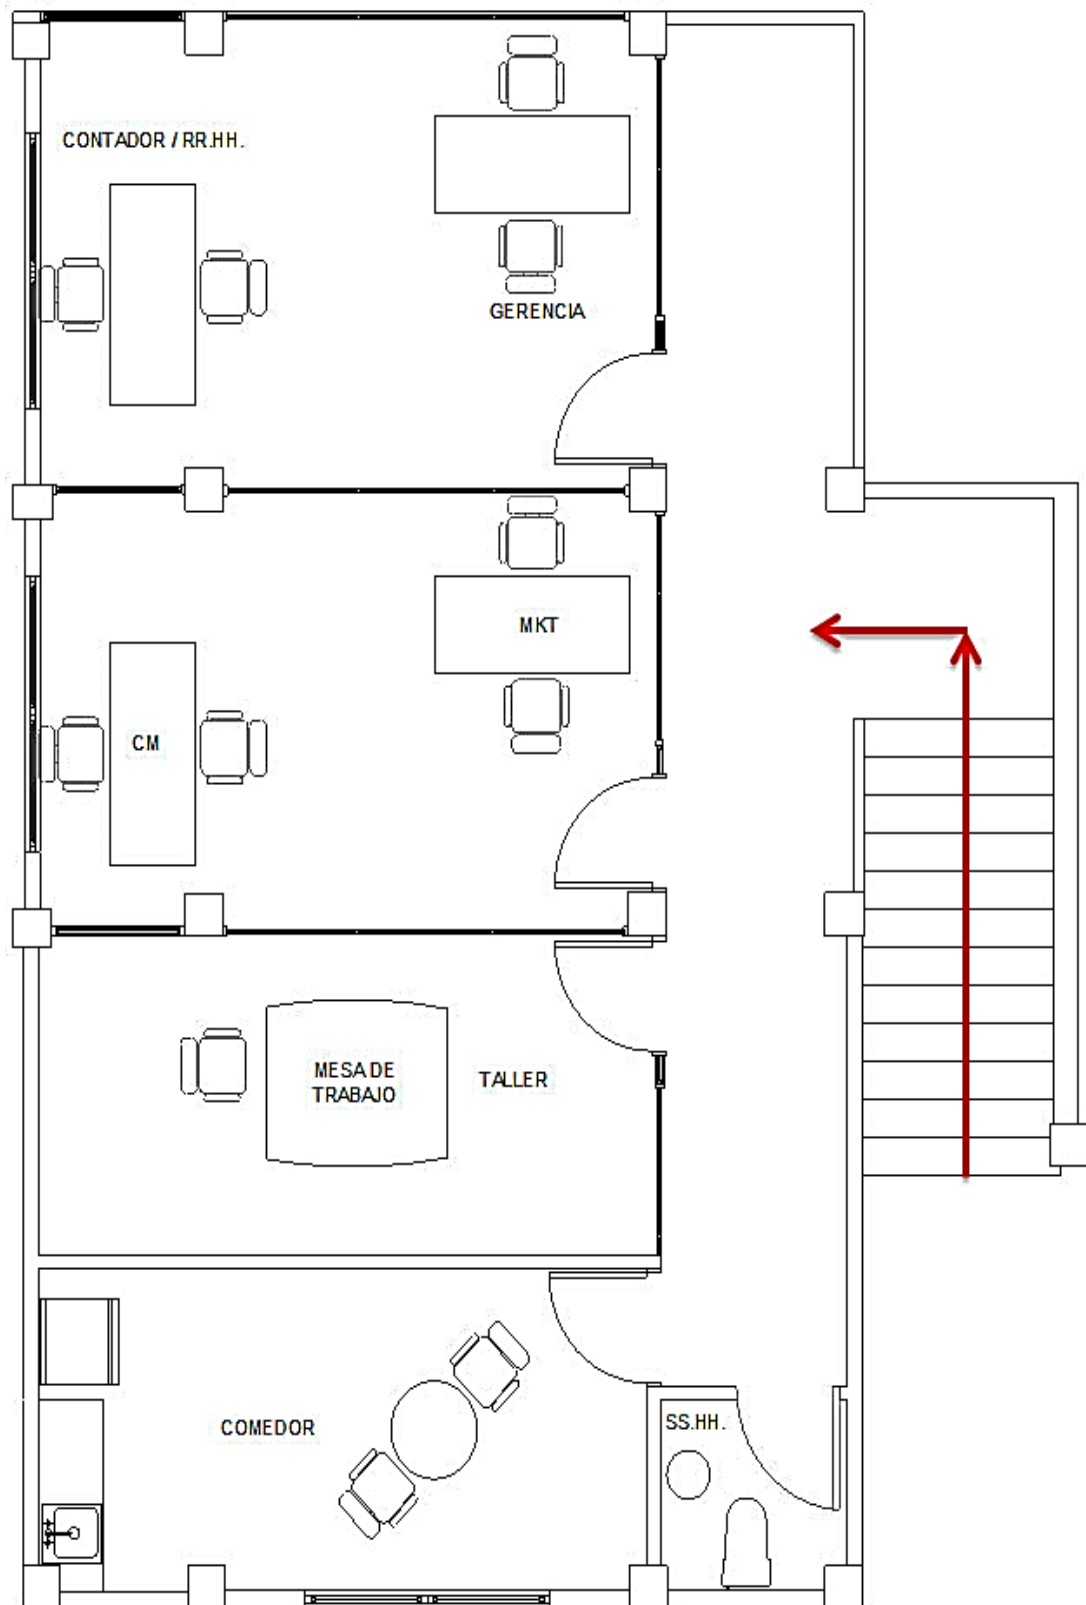 CONTADOR / RR.HH.
GERENCIA
MKT
CM
MESA DE
TRABAJO
TALLER
COMEDOR
SS.HH.